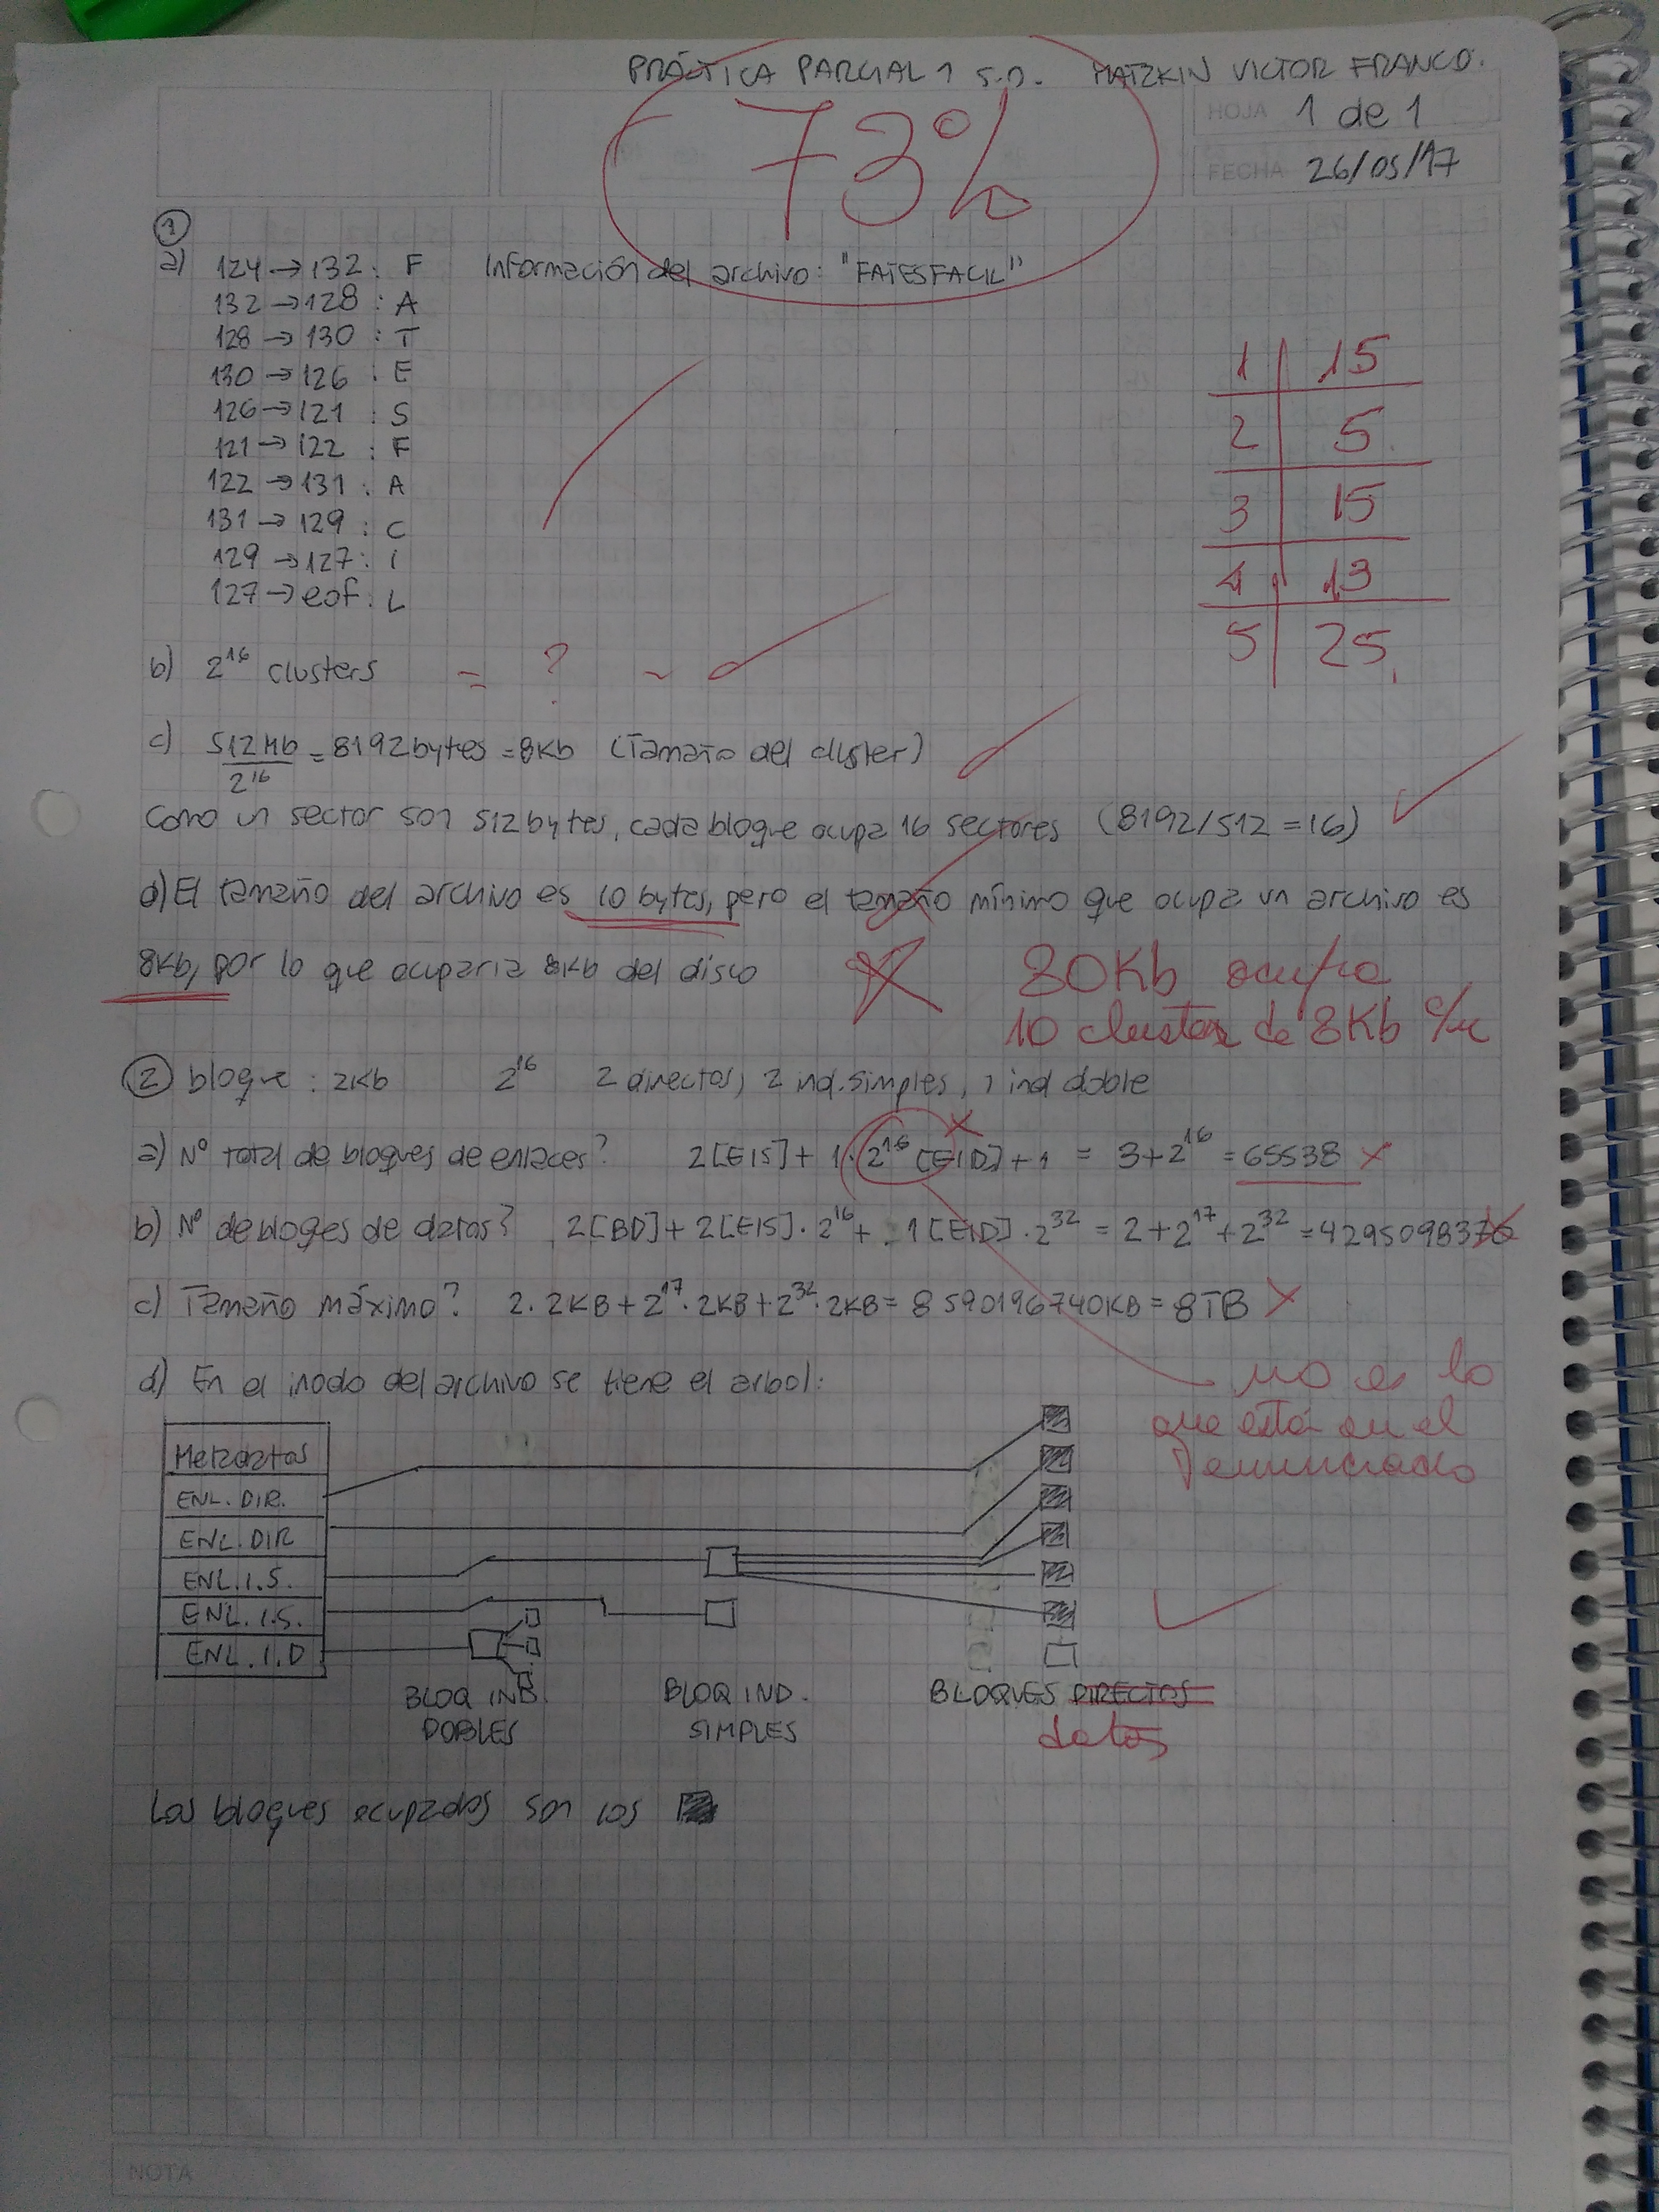 PRÁCTICA PARCIAL 1 S.O. MATZKIN VICTOR FRANCO.
73%
HOJA 1 de 1
FECHA 26/05/17
1
a) 124→132: F Información del archivo: "FATESFACIL"
132→128: A
128→130: T
130→126: E
126→121: S
121→122: F
122→131: A
131→129: C
129→127: I
127→eof: L
1 15
2 5
3 15
4 13
5 25
b) 2^16 clusters = ? ~
c) 512Mb/2^16 = 8192bytes = 8Kb (Tamaño del cluster)
Como un sector son 512bytes, cada bloque ocupa 16 sectores (8192/512=16)
d) El tamaño del archivo es 10 bytes, pero el tamaño mínimo que ocupa un archivo es
8Kb, por lo que ocuparia 8Kb del disco
80Kb ocupa
10 clusters de 8Kb c/u
2 bloque: 2Kb 2^16 2 directos, 2 ind.simples, 1 ind doble
a) Nº total de bloques de enlaces? 2[EIS]+1·2^16[EID]+1 = 3+2^16 = 65538
b) Nº de bloqes de datos? 2[BD]+2[EIS]·2^16+1[EID]·2^32 = 2+2^17+2^32 = 4295098370
c) Tamaño máximo? 2.2KB+2^17·2KB+2^32·2KB = 8590196740KB = 8TB
no es lo
que está en el
enunciado
d) En el inodo del archivo se tiene el arbol:
Metadatos
ENL. DIR.
ENL. DIR
ENL. I.S.
ENL. I.S.
ENL. I.D
BLOQ IND. DOBLES
BLOQ IND. SIMPLES
BLOQUES DIRECTOS
datos
Los bloques ocupados son los
NOTA